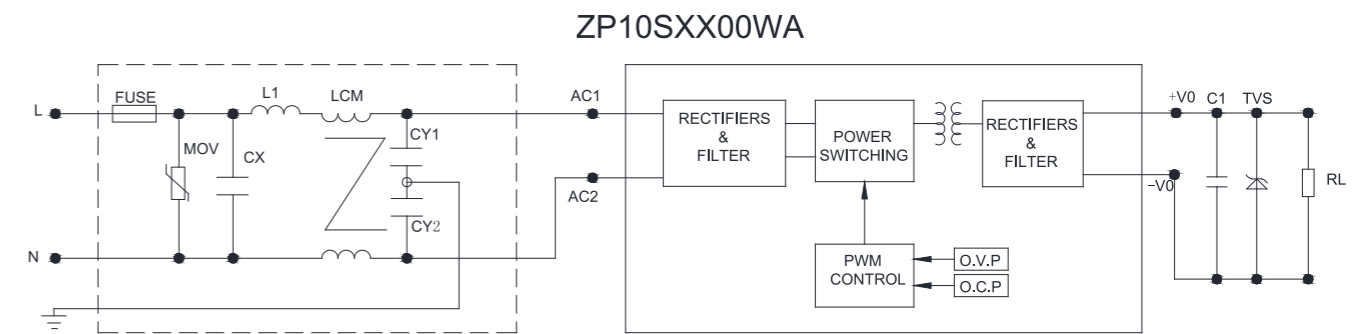 ZP10SXX00WA
L
FUSE
L1
LCM
AC1
MOV
CX
CY1
CY2
N
AC2
RECTIFIERS
&
FILTER
POWER
SWITCHING
RECTIFIERS
&
FILTER
PWM
CONTROL
O.V.P
O.C.P
+V0
C1
TVS
−V0
RL